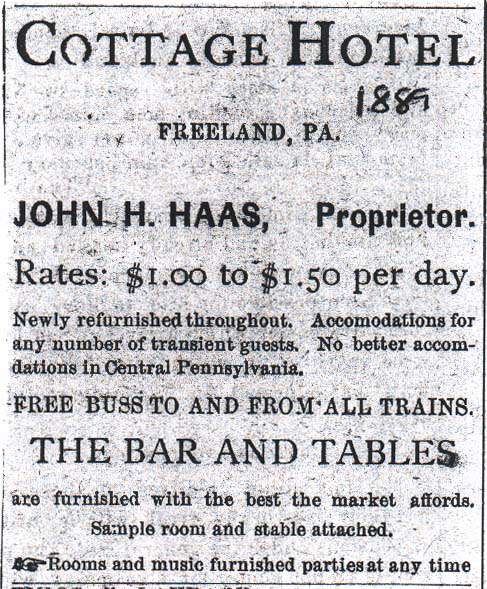 COTTAGE HOTEL
1889
FREELAND, PA.
JOHN H. HAAS, Proprietor.
Rates: $1.00 to $1.50 per day.
Newly refurnished throughout. Accomodations for
any number of transient guests. No better accom-
dations in Central Pennsylvania.
FREE BUSS TO AND FROM ALL TRAINS.
THE BAR AND TABLES
are furnished with the best the market affords.
Sample room and stable attached.
☞Rooms and music furnished parties at any time